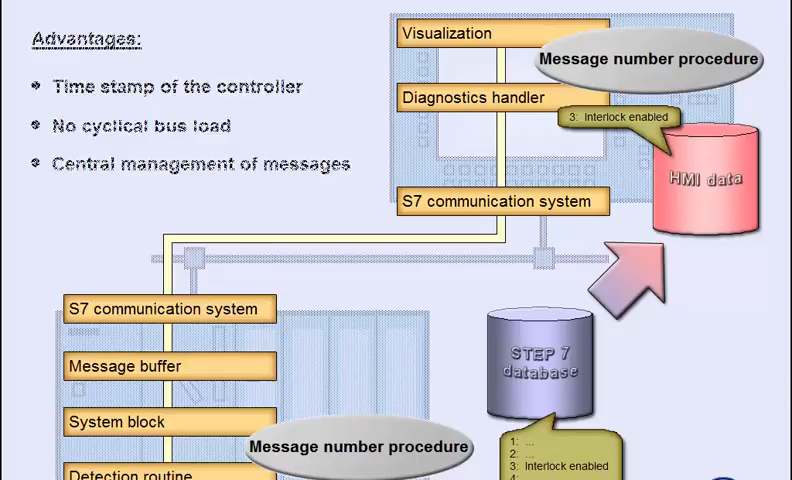 Advantages:
Time stamp of the controller
No cyclical bus load
Central management of messages
Visualization
Message number procedure
Diagnostics handler
3: Interlock enabled
HMI data
S7 communication system
S7 communication system
Message buffer
System block
Message number procedure
Detection routine
STEP 7
database
1: ...
2: ...
3: Interlock enabled
4: